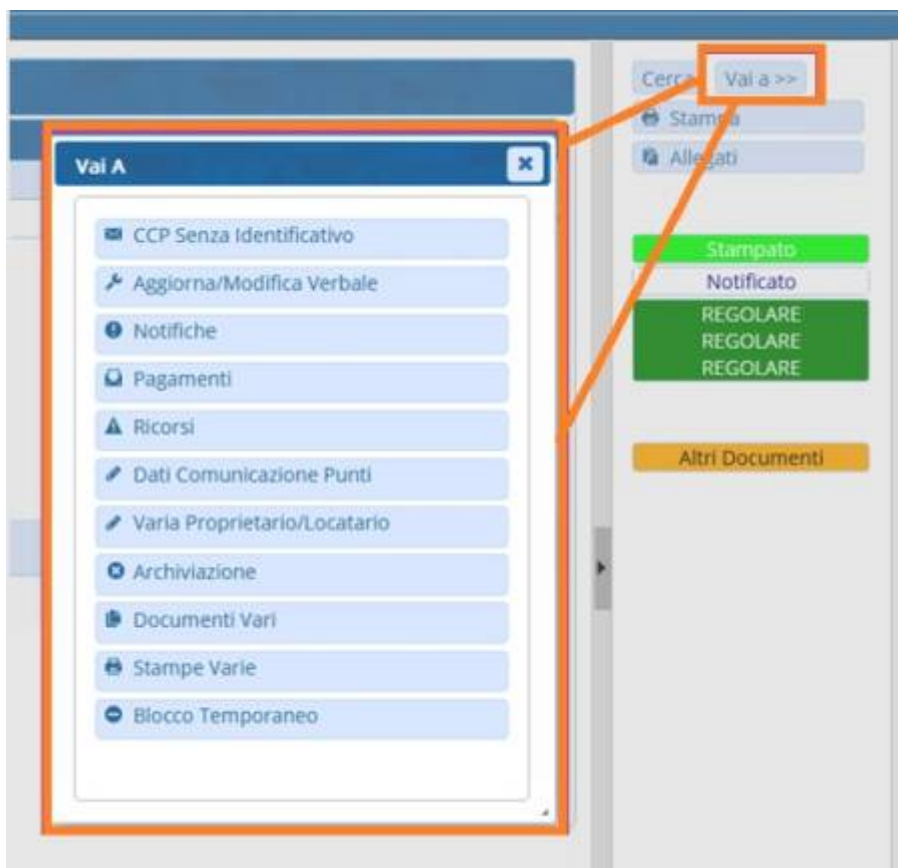 Cerca
Vai a >>
Stampa
Allegati
Vai A
CCP Senza Identificativo
Aggiorna/Modifica Verbale
Notifiche
Pagamenti
Ricorsi
Dati Comunicazione Punti
Varia Proprietario/Locatario
Archiviazione
Documenti Vari
Stampe Varie
Blocco Temporaneo
Stampato
Notificato
REGOLARE
REGOLARE
REGOLARE
Altri Documenti